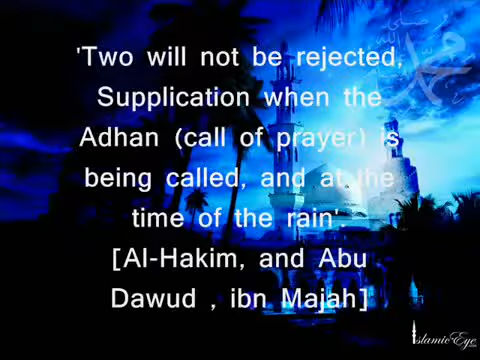 'Two will not be rejected,
Supplication when the
Adhan (call of prayer) is
being called, and at the
time of the rain'.
[Al-Hakim, and Abu
Dawud , ibn Majah]
IslamicEye